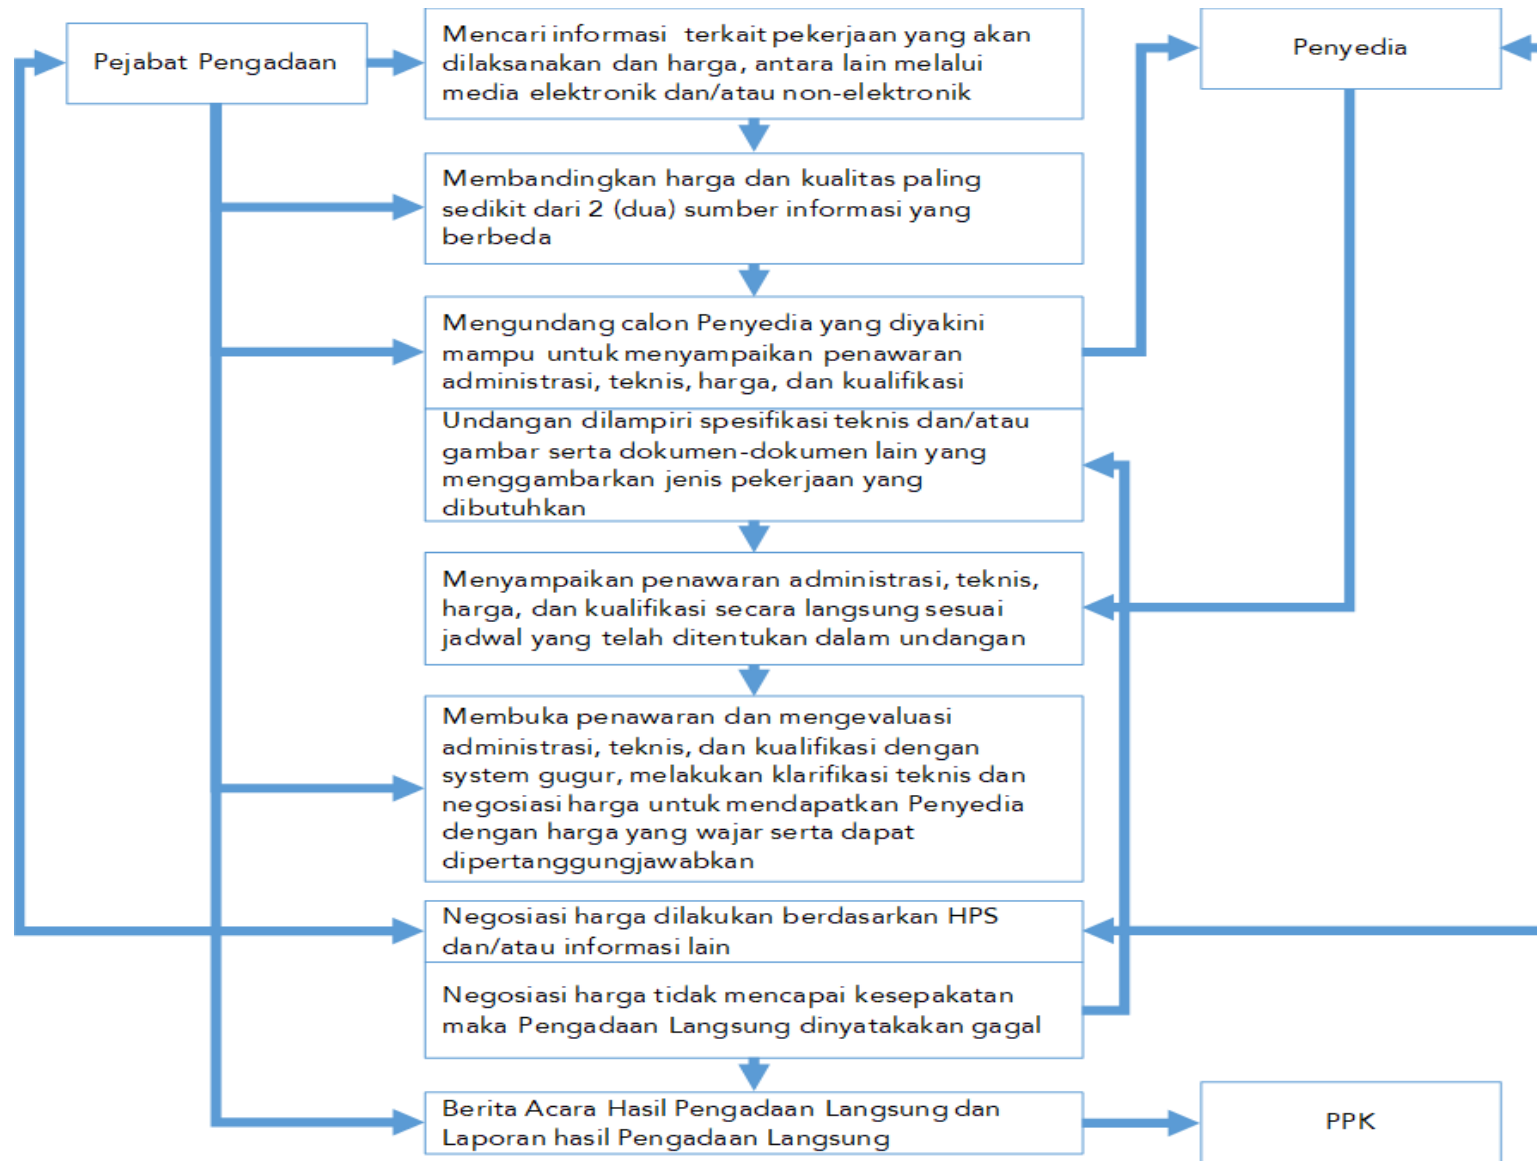 Pejabat Pengadaan
Mencari informasi terkait pekerjaan yang akan
dilaksanakan dan harga, antara lain melalui
media elektronik dan/atau non-elektronik
Penyedia
Membandingkan harga dan kualitas paling
sedikit dari 2 (dua) sumber informasi yang
berbeda
Mengundang calon Penyedia yang diyakini
mampu untuk menyampaikan penawaran
administrasi, teknis, harga, dan kualifikasi
Undangan dilampiri spesifikasi teknis dan/atau
gambar serta dokumen-dokumen lain yang
menggambarkan jenis pekerjaan yang
dibutuhkan
Menyampaikan penawaran administrasi, teknis,
harga, dan kualifikasi secara langsung sesuai
jadwal yang telah ditentukan dalam undangan
Membuka penawaran dan mengevaluasi
administrasi, teknis, dan kualifikasi dengan
system gugur, melakukan klarifikasi teknis dan
negosiasi harga untuk mendapatkan Penyedia
dengan harga yang wajar serta dapat
dipertanggungjawabkan
Negosiasi harga dilakukan berdasarkan HPS
dan/atau informasi lain
Negosiasi harga tidak mencapai kesepakatan
maka Pengadaan Langsung dinyatakakan gagal
Berita Acara Hasil Pengadaan Langsung dan
Laporan hasil Pengadaan Langsung
PPK